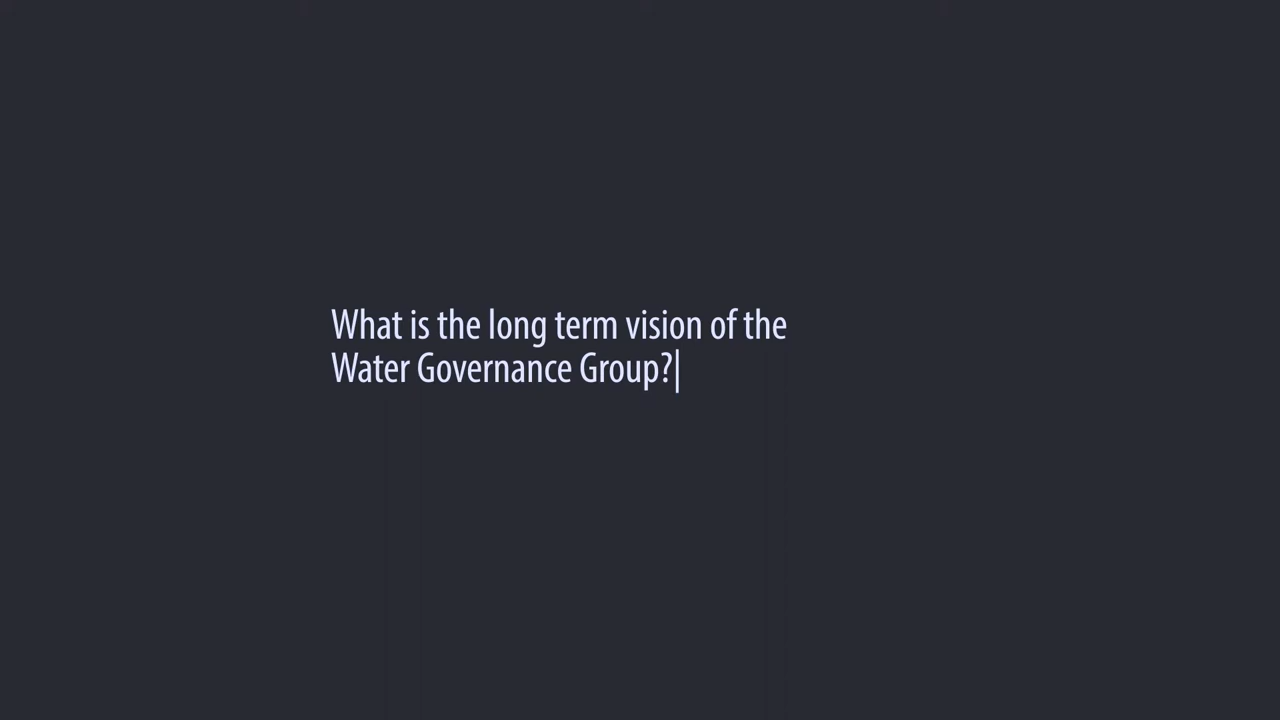 What is the long term vision of the
Water Governance Group?